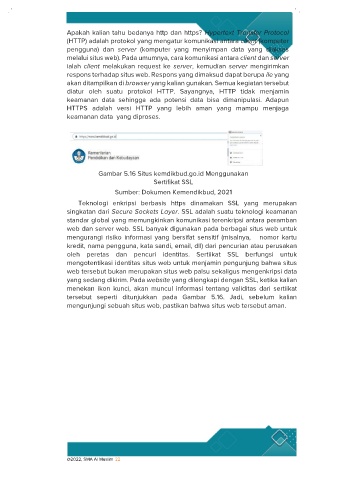 Apakah kalian tahu bedanya http dan https? Hypertext Transfer Protocol
(HTTP) adalah protokol yang mengatur komunikasi antara client (komputer
pengguna) dan server (komputer yang menyimpan data yang diakses
melalui situs web). Pada umumnya, cara komunikasi antara client dan server
ialah client melakukan request ke server, kemudian server mengirimkan
respons terhadap situs web. Respons yang dimaksud dapat berupa file yang
akan ditampilkan di browser yang kalian gunakan. Semua kegiatan tersebut
diatur oleh suatu protokol HTTP. Sayangnya, HTTP tidak menjamin
keamanan data sehingga ada potensi data bisa dimanipulasi. Adapun
HTTPS adalah versi HTTP yang lebih aman yang mampu menjaga
keamanan data yang diproses.
Kementerian
Pendidikan dan Kebudayaan
Gambar 5.16 Situs kemdikbud.go.id Menggunakan
Sertifikat SSL
Sumber: Dokumen Kemendikbud, 2021
Teknologi enkripsi berbasis https dinamakan SSL yang merupakan
singkatan dari Secure Sockets Layer. SSL adalah suatu teknologi keamanan
standar global yang memungkinkan komunikasi terenkripsi antara peramban
web dan server web. SSL banyak digunakan pada berbagai situs web untuk
mengurangi risiko informasi yang bersifat sensitif (misalnya, nomor kartu
kredit, nama pengguna, kata sandi, email, dll) dari pencurian atau perusakan
oleh peretas dan pencuri identitas. Sertifikat SSL berfungsi untuk
mengotentikasi identitas situs web untuk menjamin pengunjung bahwa situs
web tersebut bukan merupakan situs web palsu sekaligus mengenkripsi data
yang sedang dikirim. Pada website yang dilengkapi dengan SSL, ketika kalian
menekan ikon kunci, akan muncul informasi tentang validitas dari sertifikat
tersebut seperti ditunjukkan pada Gambar 5.16. Jadi, sebelum kalian
mengunjungi sebuah situs web, pastikan bahwa situs web tersebut aman.
@2022, SMA Al Masoem